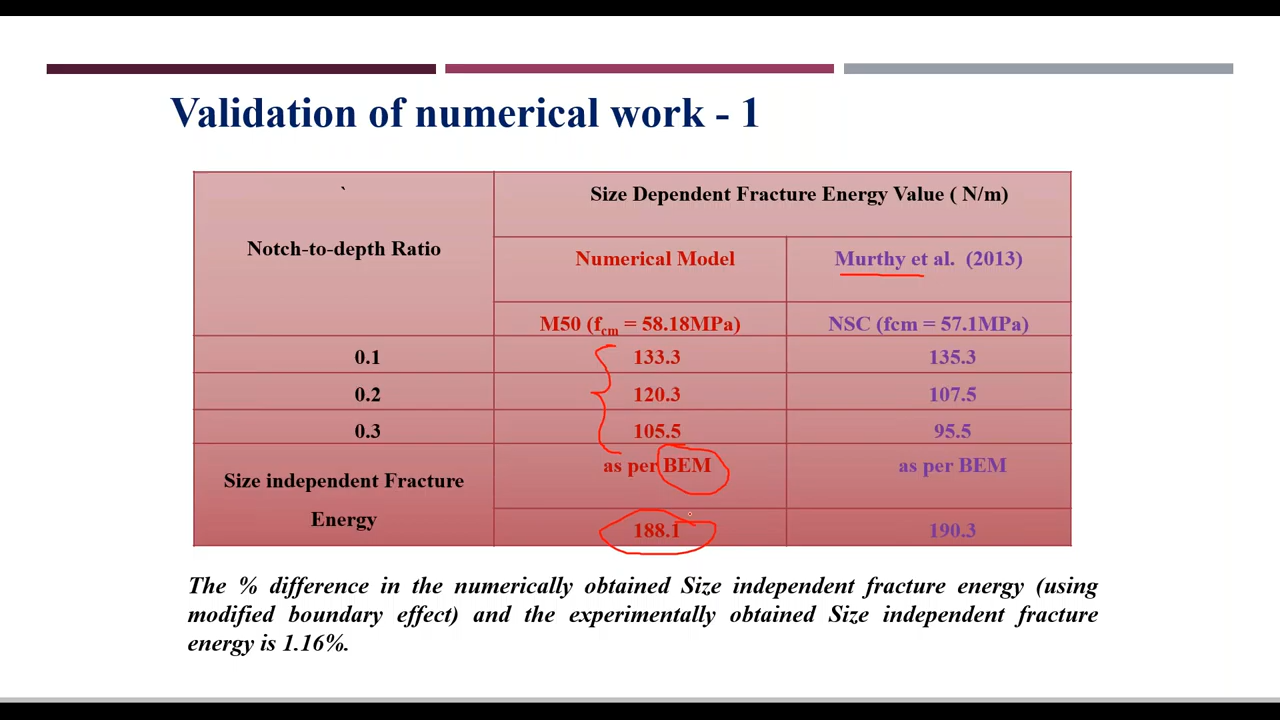 Validation of numerical work - 1
`
Notch-to-depth Ratio
Size Dependent Fracture Energy Value ( N/m)
Numerical Model
Murthy et al. (2013)
M50 (fcm = 58.18MPa)
NSC (fcm = 57.1MPa)
0.1
133.3
135.3
0.2
120.3
107.5
0.3
105.5
95.5
Size independent Fracture
Energy
as per BEM
as per BEM
188.1
190.3
The % difference in the numerically obtained Size independent fracture energy (using
modified boundary effect) and the experimentally obtained Size independent fracture
energy is 1.16%.